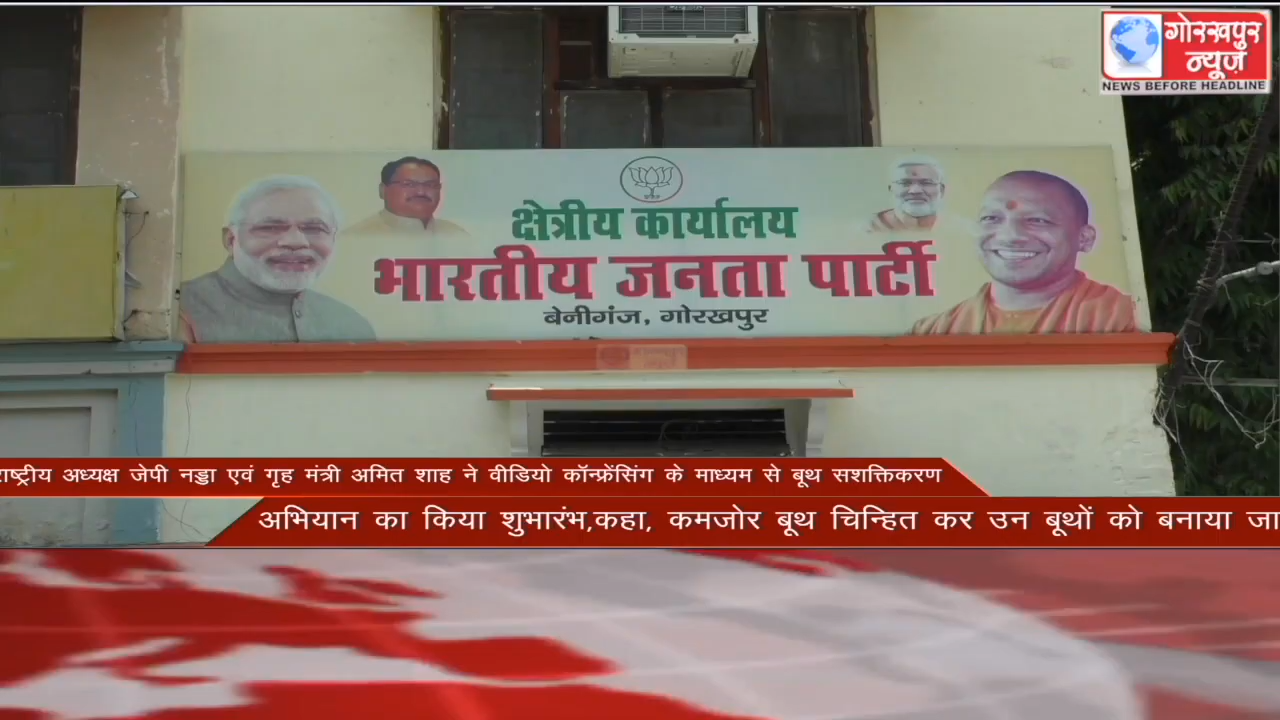 गोरखपुर
न्यूज़
NEWS BEFORE HEADLINE
क्षेत्रीय कार्यालय
भारतीय जनता पार्टी
बेनीगंज, गोरखपुर
अध्यक्ष जेपी नड्डा एवं गृह मंत्री अमित शाह ने वीडियो कॉन्फ्रेंसिंग के माध्यम से बूथ सशक्तिकरण
अभियान का किया शुभारंभ,कहा, कमजोर बूथ चिन्हित कर उन बूथों को बनाया जा